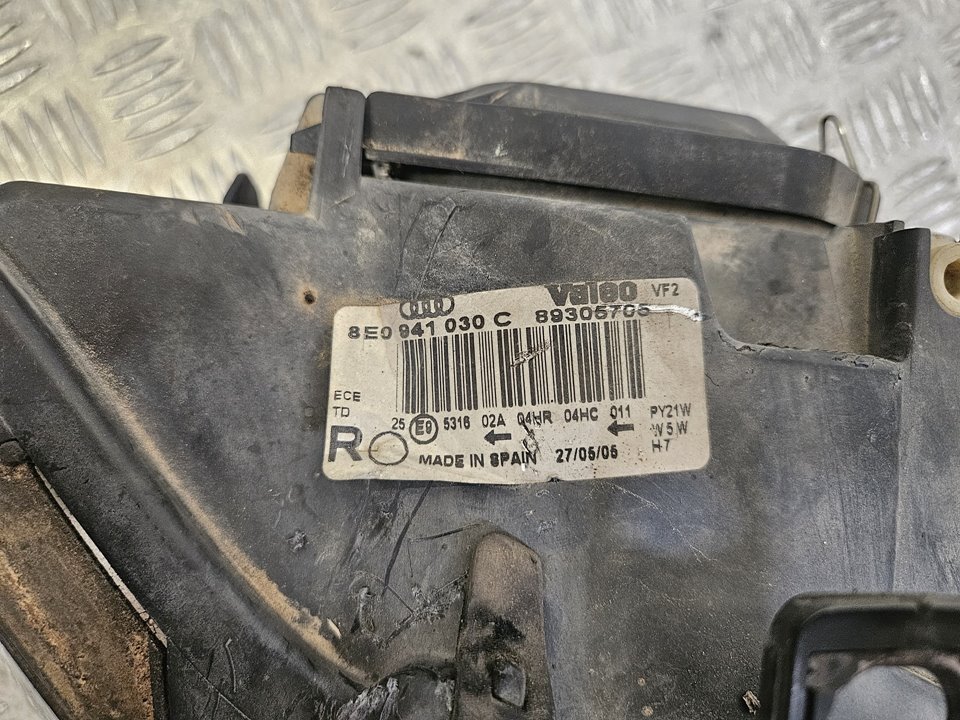 Valeo VF2
8E0 941 030 C 89305705
ECE
TD
25 E9 5316 02A 04HR 04HC 011 PY21W
W5W
R MADE IN SPAIN 27/05/05 H7